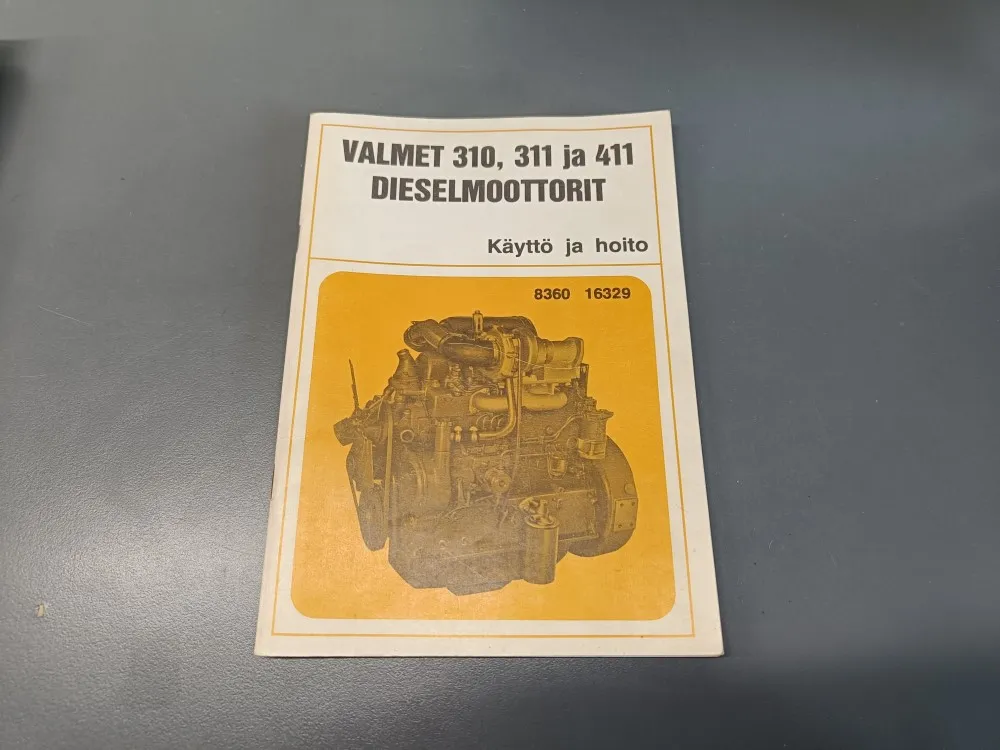 VALMET 310, 311 ja 411
DIESELMOOTTORIT
Käyttö ja hoito
8360 16329